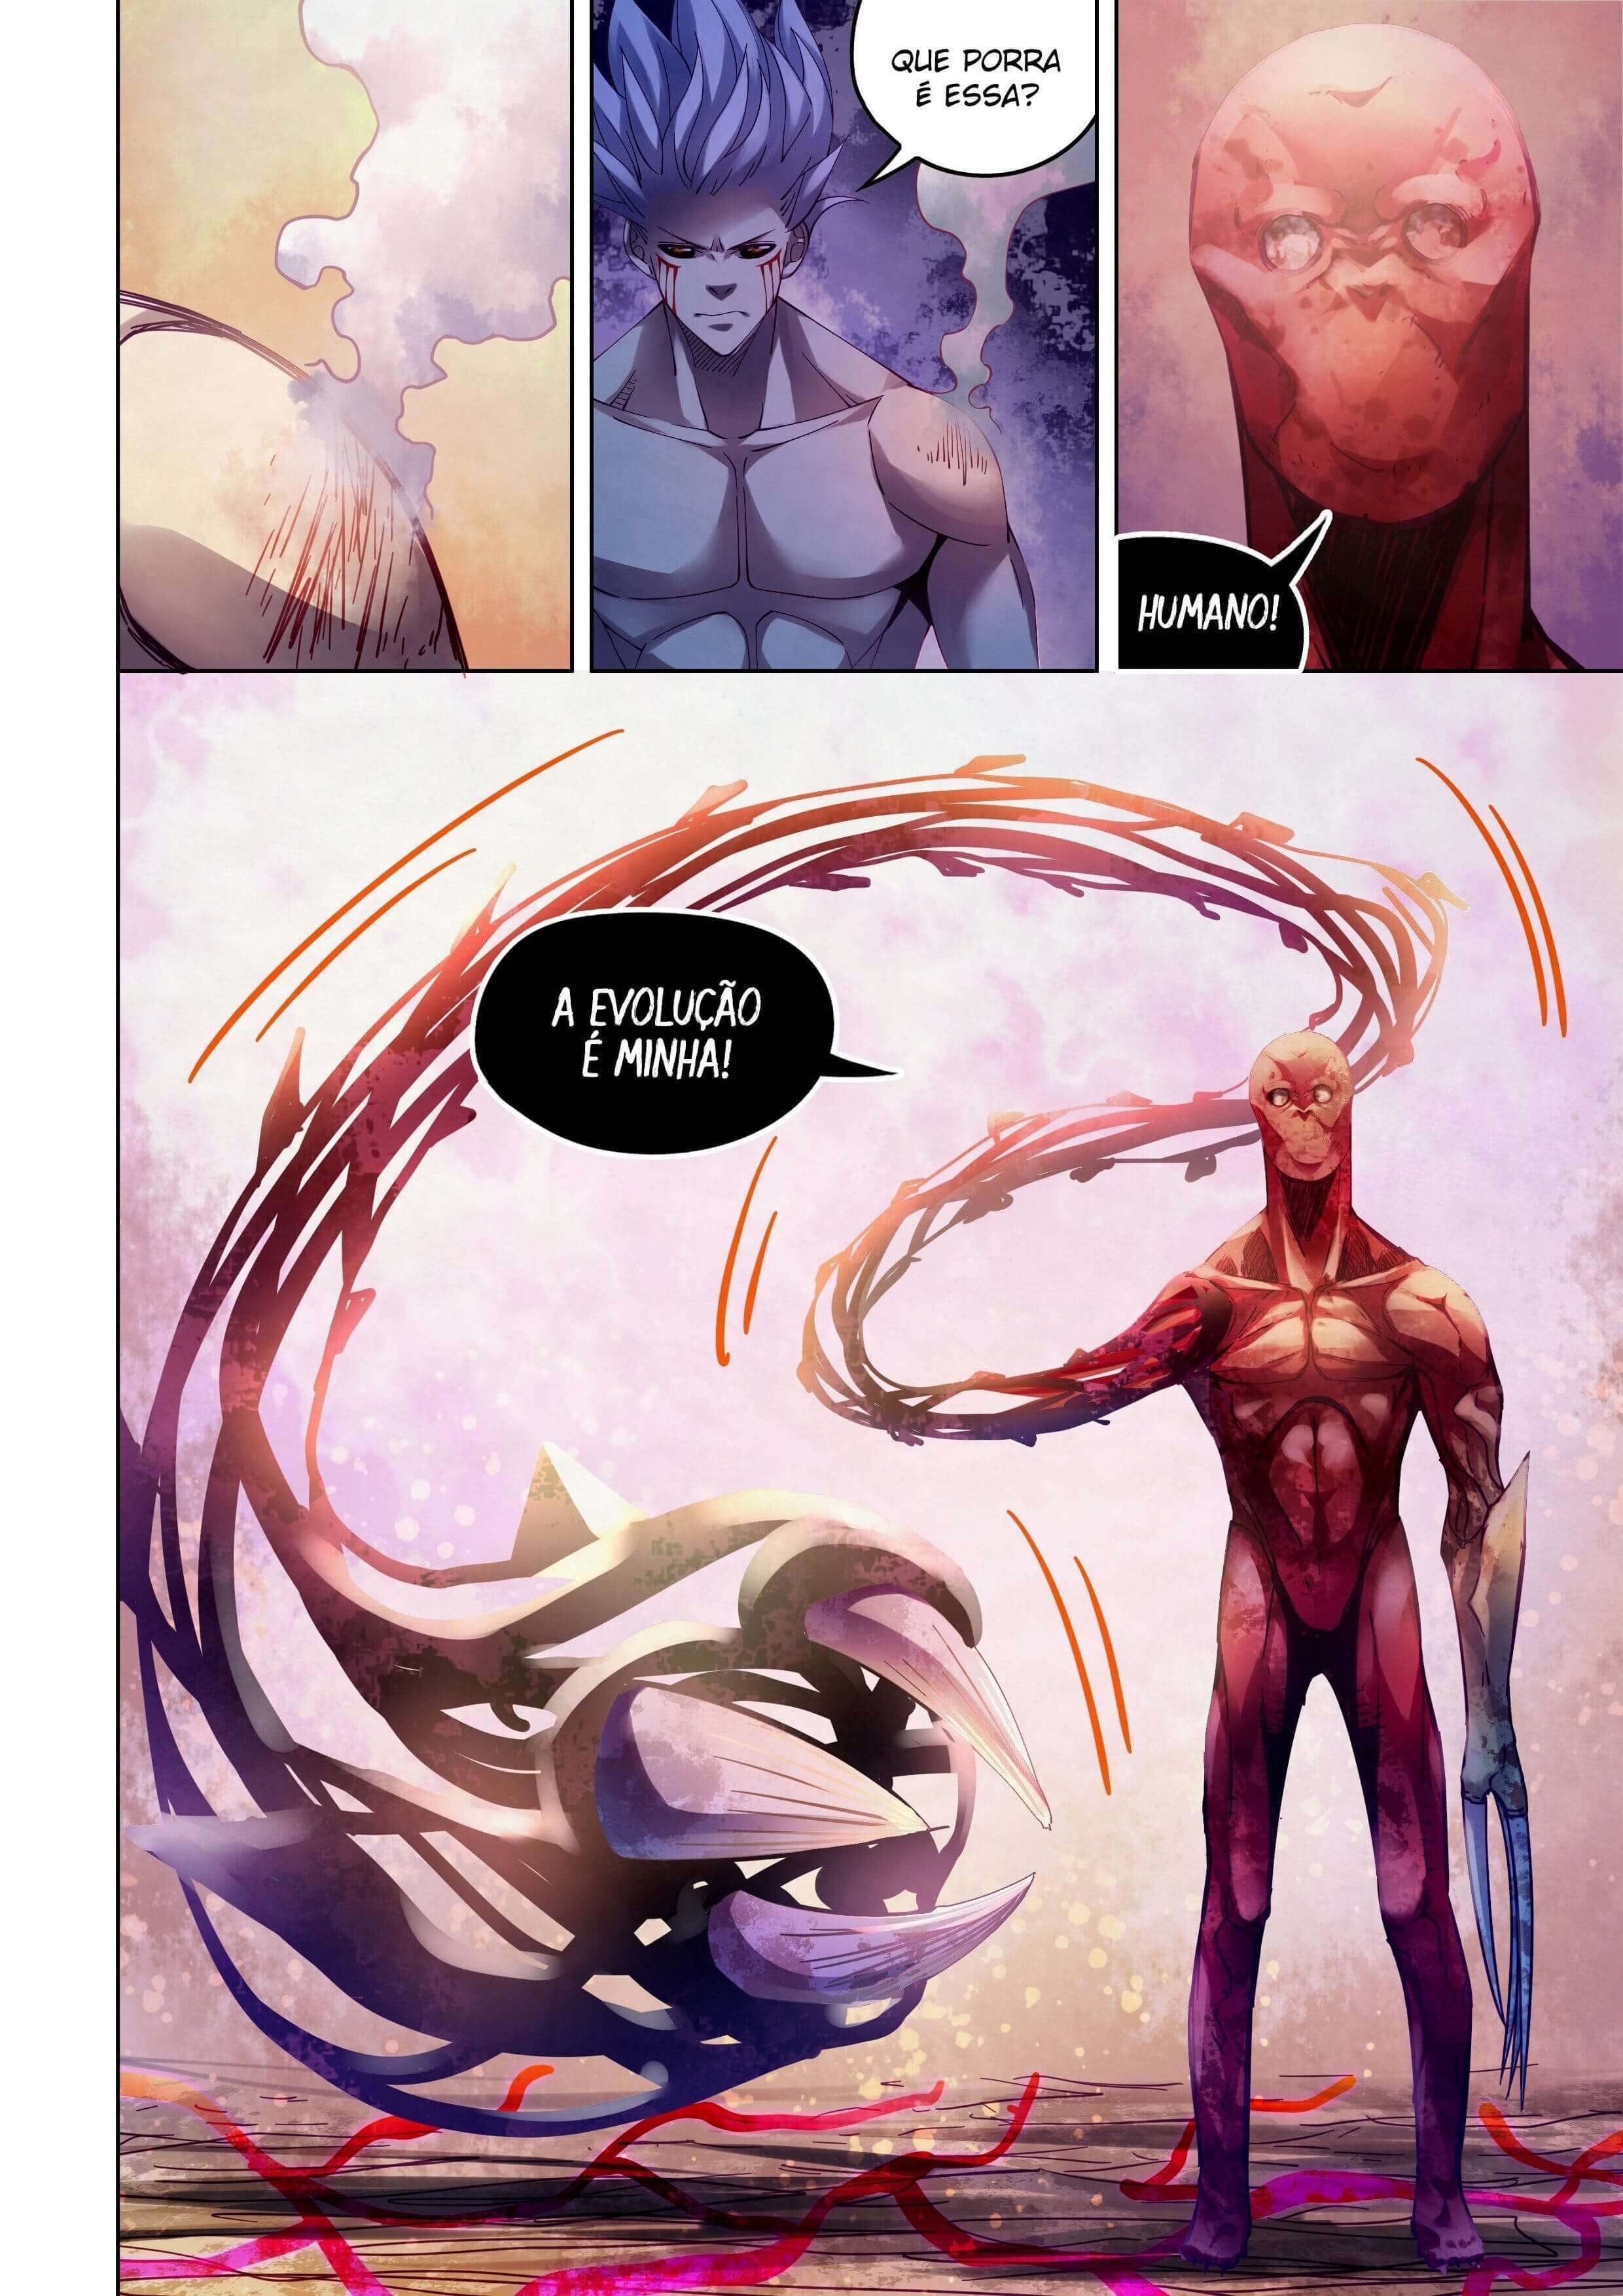 QUE PORRA
É ESSA?
HUMANO!
A EVOLUÇÃO
É MINHA!